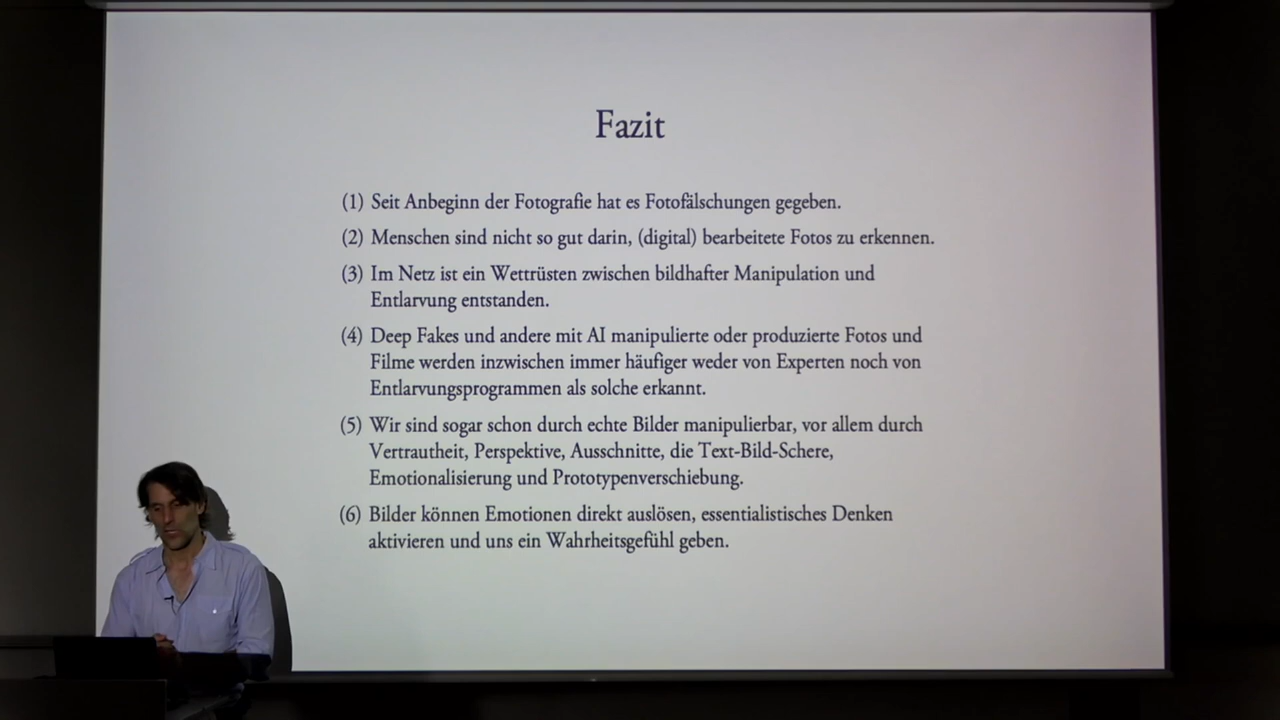 Fazit
(1) Seit Anbeginn der Fotografie hat es Fotofälschungen gegeben.
(2) Menschen sind nicht so gut darin, (digital) bearbeitete Fotos zu erkennen.
(3) Im Netz ist ein Wettrüsten zwischen bildhafter Manipulation und
Entlarvung entstanden.
(4) Deep Fakes und andere mit AI manipulierte oder produzierte Fotos und
Filme werden inzwischen immer häufiger weder von Experten noch von
Entlarvungsprogrammen als solche erkannt.
(5) Wir sind sogar schon durch echte Bilder manipulierbar, vor allem durch
Vertrautheit, Perspektive, Ausschnitte, die Text-Bild-Schere,
Emotionalisierung und Prototypenverschiebung.
(6) Bilder können Emotionen direkt auslösen, essentialistisches Denken
aktivieren und uns ein Wahrheitsgefühl geben.